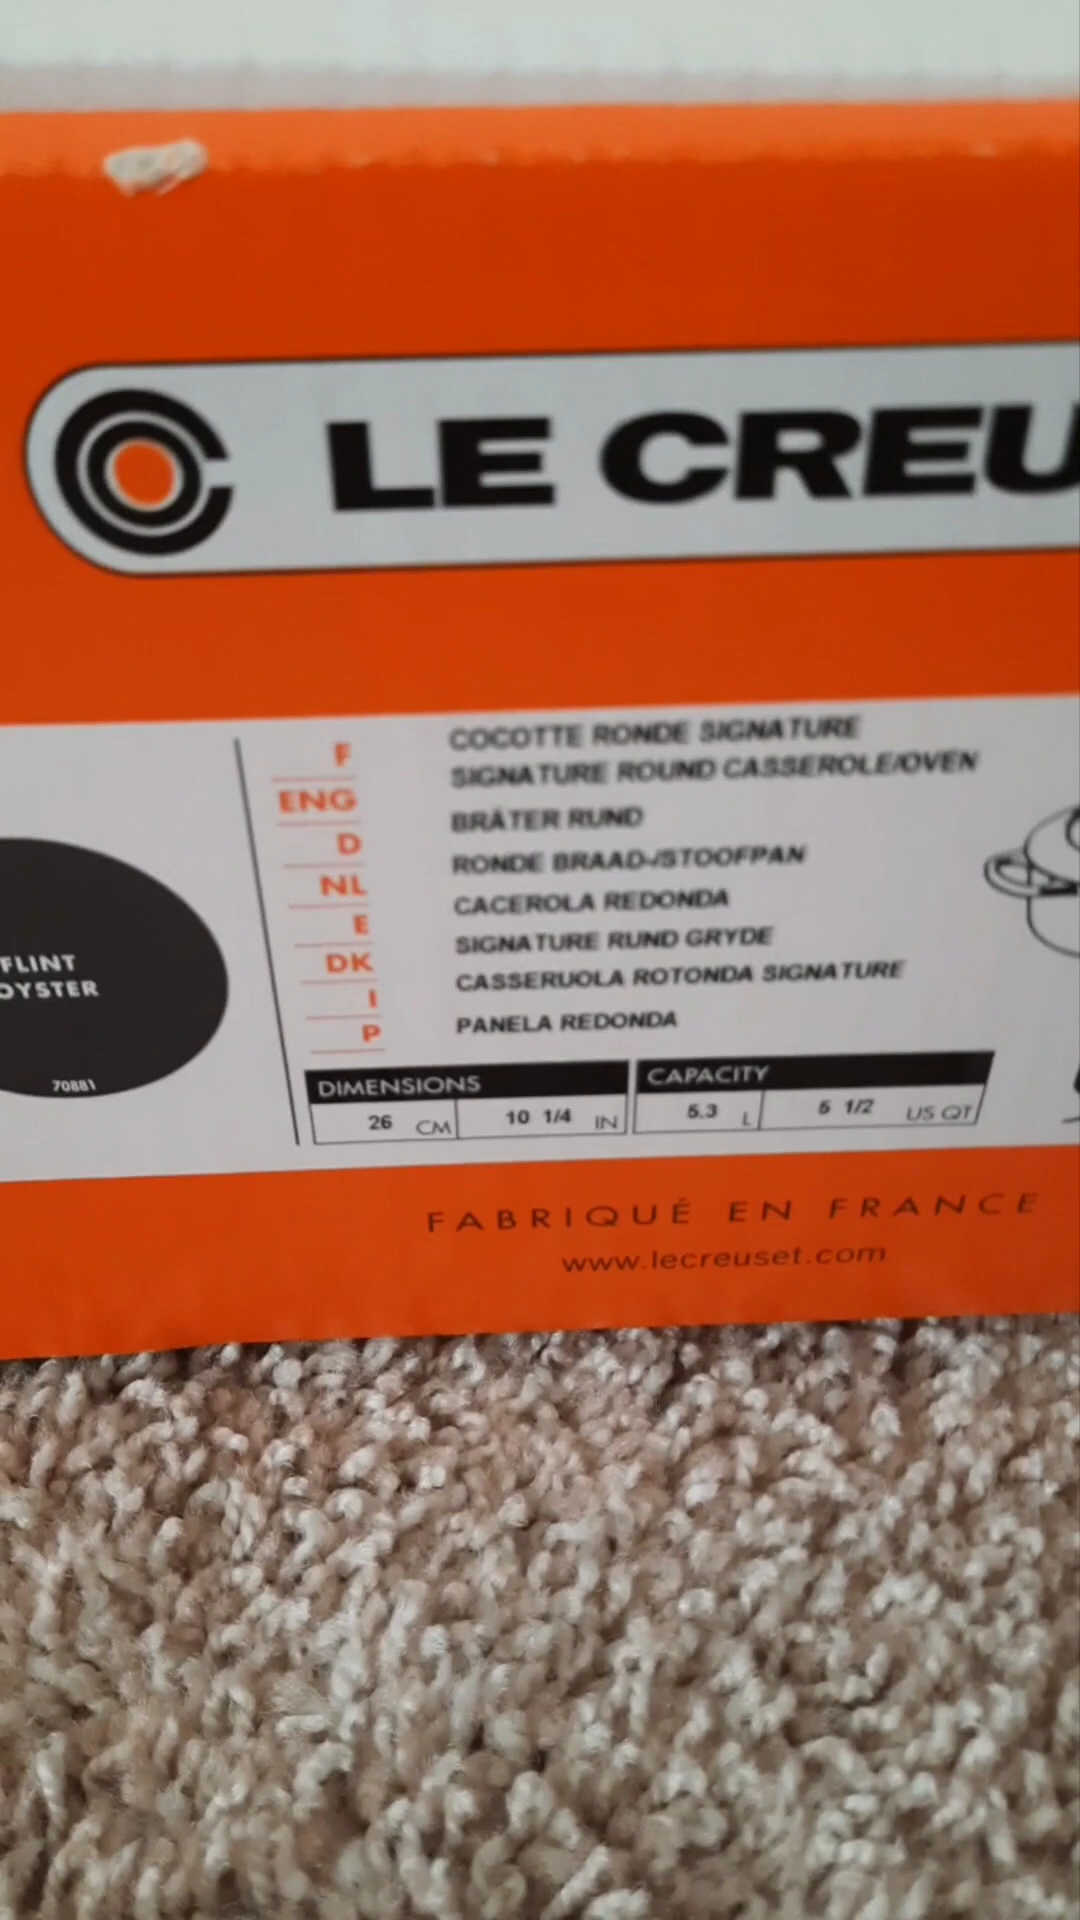 LE CREU
F COCOTTE RONDE SIGNATURE
ENG SIGNATURE ROUND CASSEROLE/OVEN
D BRÄTER RUND
NL RONDE BRAAD-/STOOFPAN
E CACEROLA REDONDA
DK SIGNATURE RUND GRYDE
I CASSERUOLA ROTONDA SIGNATURE
P PANELA REDONDA
FLINT
OYSTER
70881
DIMENSIONS CAPACITY
26 CM 10 1/4 IN 5.3 L 5 1/2 US QT
FABRIQUÉ EN FRANCE
www.lecreuset.com